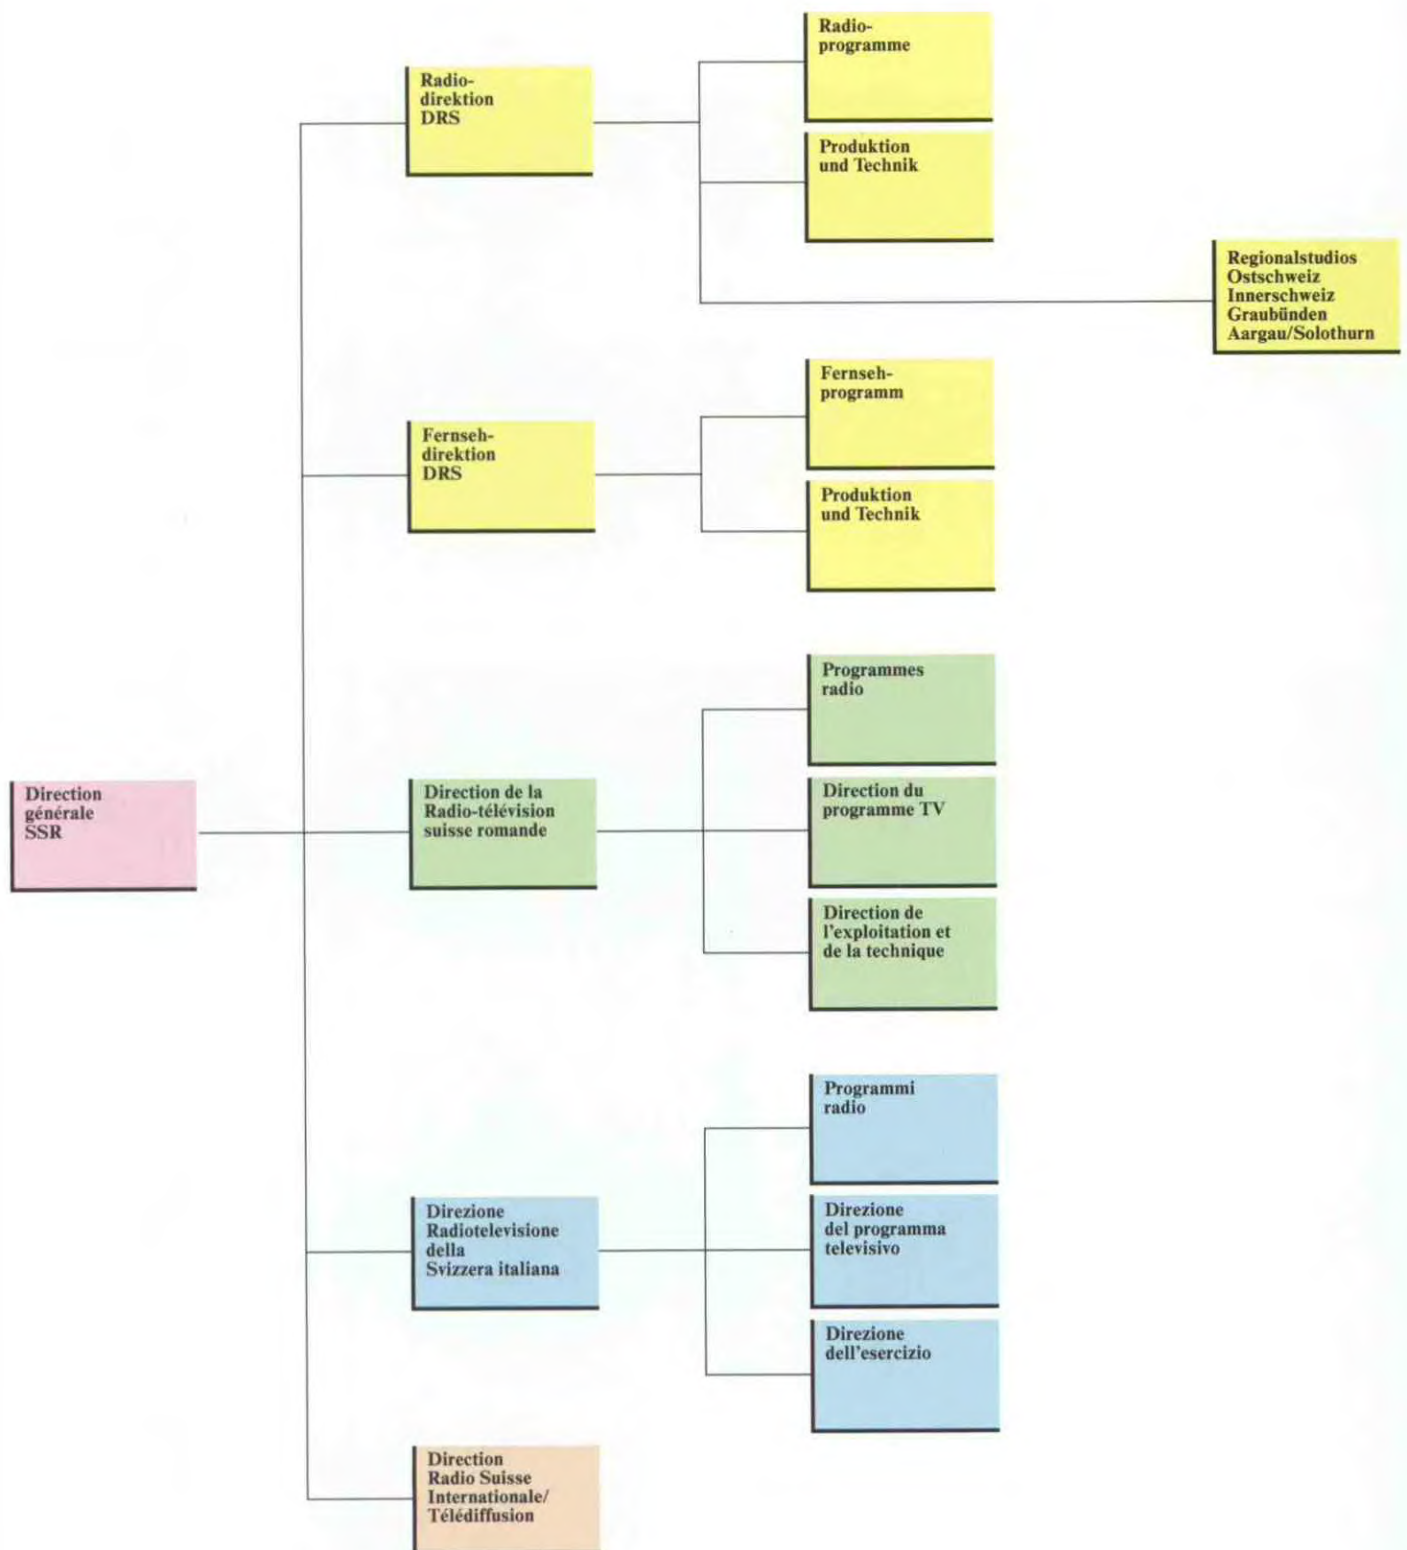 Radio-
programme
Radio-
direktion
DRS
Produktion
und Technik
Regionalstudios
Ostschweiz
Innerschweiz
Graubünden
Aargau/Solothurn
Fernseh-
programm
Fernseh-
direktion
DRS
Produktion
und Technik
Programmes
radio
Direction
générale
SSR
Direction de la
Radio-télévision
suisse romande
Direction du
programme TV
Direction de
l'exploitation et
de la technique
Programmi
radio
Direzione
Radiotelevisione
della
Svizzera italiana
Direzione
del programma
televisivo
Direzione
dell'esercizio
Direction
Radio Suisse
Internationale/
Télédiffusion